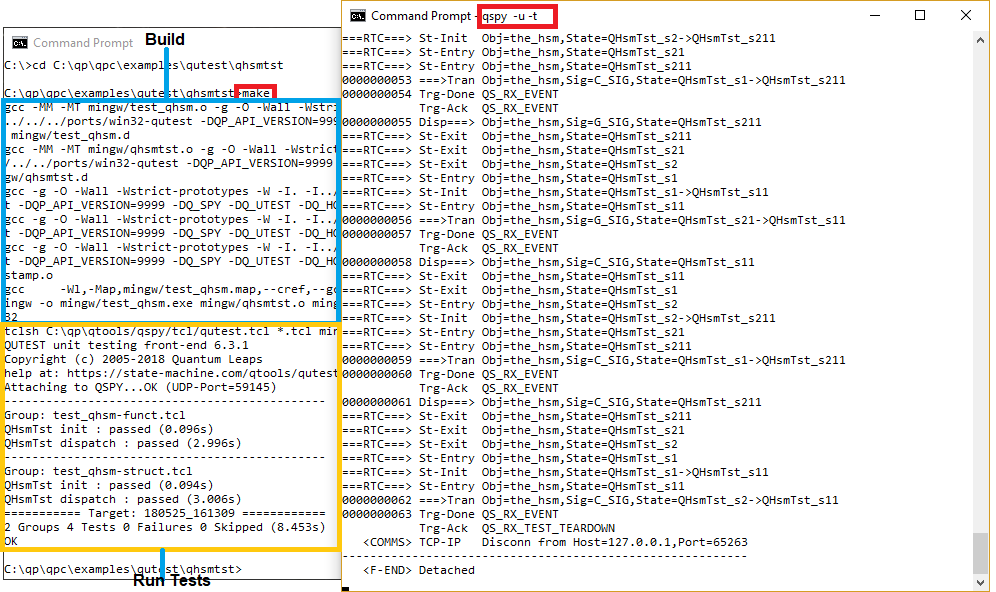 Command Prompt
Build
C:\>cd C:\qp\qpc\examples\qutest\qhsmtst
C:\qp\qpc\examples\qutest\qhsmtst>make
gcc -MM -MT mingw/test_qhsm.o -g -O -Wall -Wstri
../../../ports/win32-qutest -DQP_API_VERSION=999
mingw/test_qhsm.d
gcc -MM -MT mingw/qhsmtst.o -g -O -Wall -Wstrict
/../../ports/win32-qutest -DQP_API_VERSION=9999
gw/qhsmtst.d
gcc -g -O -Wall -Wstrict-prototypes -W -I. -I../
t -DQP_API_VERSION=9999 -DQ_SPY -DQ_UTEST -DQ_HO
gcc -g -O -Wall -Wstrict-prototypes -W -I. -I../
t -DQP_API_VERSION=9999 -DQ_SPY -DQ_UTEST -DQ_HO
gcc -g -O -Wall -Wstrict-prototypes -W -I. -I../
t -DQP_API_VERSION=9999 -DQ_SPY -DQ_UTEST -DQ_HO
stamp.o
gcc     -Wl,-Map,mingw/test_qhsm.map,--cref,--gc
ingw -o mingw/test_qhsm.exe mingw/qhsmtst.o ming
32
tclsh C:\qp\qtools\qspy\tcl/qutest.tcl *.tcl min
QUTEST unit testing front-end 6.3.1
Copyright (c) 2005-2018 Quantum Leaps
help at: https://state-machine.com/qtools/qutest
Attaching to QSPY...OK (UDP-Port=59145)
------------------------------------------------
Group: test_qhsm-funct.tcl
QHsmTst init : passed (0.096s)
QHsmTst dispatch : passed (2.996s)
------------------------------------------------
Group: test_qhsm-struct.tcl
QHsmTst init : passed (0.094s)
QHsmTst dispatch : passed (3.006s)
=========== Target: 180525_161309 ============
2 Groups 4 Tests 0 Failures 0 Skipped (8.453s)
OK
C:\qp\qpc\examples\qutest\qhsmtst>
Run Tests
Command Prompt - qspy -u -t
===RTC===> St-Init  Obj=the_hsm,State=QHsmTst_s2->QHsmTst_s211
===RTC===> St-Entry Obj=the_hsm,State=QHsmTst_s21
===RTC===> St-Entry Obj=the_hsm,State=QHsmTst_s211
0000000053 ===>Tran Obj=the_hsm,Sig=C_SIG,State=QHsmTst_s1->QHsmTst_s211
0000000054 Trg-Done QS_RX_EVENT
Trg-Ack  QS_RX_EVENT
0000000055 Disp===> Obj=the_hsm,Sig=G_SIG,State=QHsmTst_s211
===RTC===> St-Exit  Obj=the_hsm,State=QHsmTst_s211
===RTC===> St-Exit  Obj=the_hsm,State=QHsmTst_s21
===RTC===> St-Exit  Obj=the_hsm,State=QHsmTst_s2
===RTC===> St-Entry Obj=the_hsm,State=QHsmTst_s1
===RTC===> St-Init  Obj=the_hsm,State=QHsmTst_s1->QHsmTst_s11
===RTC===> St-Entry Obj=the_hsm,State=QHsmTst_s11
0000000056 ===>Tran Obj=the_hsm,Sig=G_SIG,State=QHsmTst_s21->QHsmTst_s11
0000000057 Trg-Done QS_RX_EVENT
Trg-Ack  QS_RX_EVENT
0000000058 Disp===> Obj=the_hsm,Sig=C_SIG,State=QHsmTst_s11
===RTC===> St-Exit  Obj=the_hsm,State=QHsmTst_s11
===RTC===> St-Exit  Obj=the_hsm,State=QHsmTst_s1
===RTC===> St-Entry Obj=the_hsm,State=QHsmTst_s2
===RTC===> St-Init  Obj=the_hsm,State=QHsmTst_s2->QHsmTst_s211
===RTC===> St-Entry Obj=the_hsm,State=QHsmTst_s21
===RTC===> St-Entry Obj=the_hsm,State=QHsmTst_s211
0000000059 ===>Tran Obj=the_hsm,Sig=C_SIG,State=QHsmTst_s1->QHsmTst_s211
0000000060 Trg-Done QS_RX_EVENT
Trg-Ack  QS_RX_EVENT
0000000061 Disp===> Obj=the_hsm,Sig=C_SIG,State=QHsmTst_s211
===RTC===> St-Exit  Obj=the_hsm,State=QHsmTst_s211
===RTC===> St-Exit  Obj=the_hsm,State=QHsmTst_s21
===RTC===> St-Exit  Obj=the_hsm,State=QHsmTst_s2
===RTC===> St-Entry Obj=the_hsm,State=QHsmTst_s1
===RTC===> St-Init  Obj=the_hsm,State=QHsmTst_s1->QHsmTst_s11
===RTC===> St-Entry Obj=the_hsm,State=QHsmTst_s11
0000000062 ===>Tran Obj=the_hsm,Sig=C_SIG,State=QHsmTst_s2->QHsmTst_s11
0000000063 Trg-Done QS_RX_EVENT
Trg-Ack  QS_RX_TEST_TEARDOWN
<COMMS> TCP-IP   Disconn from Host=127.0.0.1,Port=65263
----------------------------------------------------------
<F-END> Detached